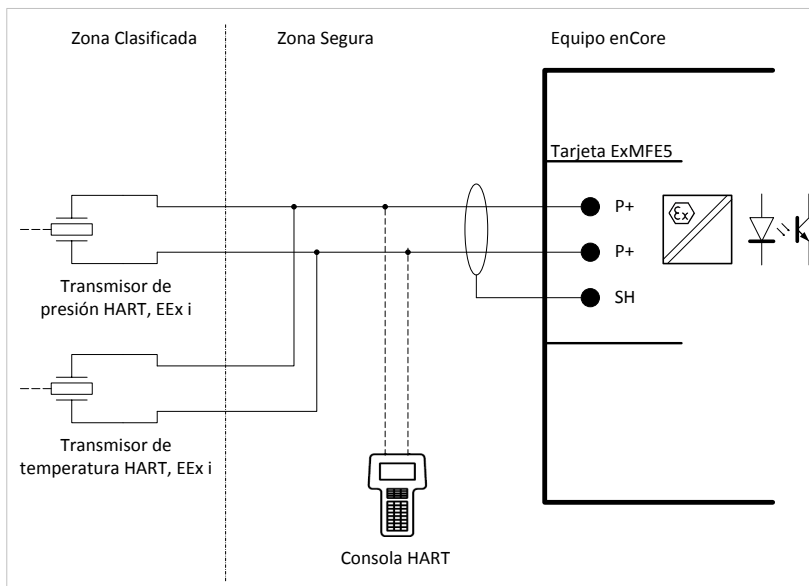 Zona Clasificada
Zona Segura
Equipo enCore
Tarjeta ExMFE5
P+
P+
SH
Ex
Transmisor de
presión HART, EEx i
Transmisor de
temperatura HART, EEx i
Consola HART